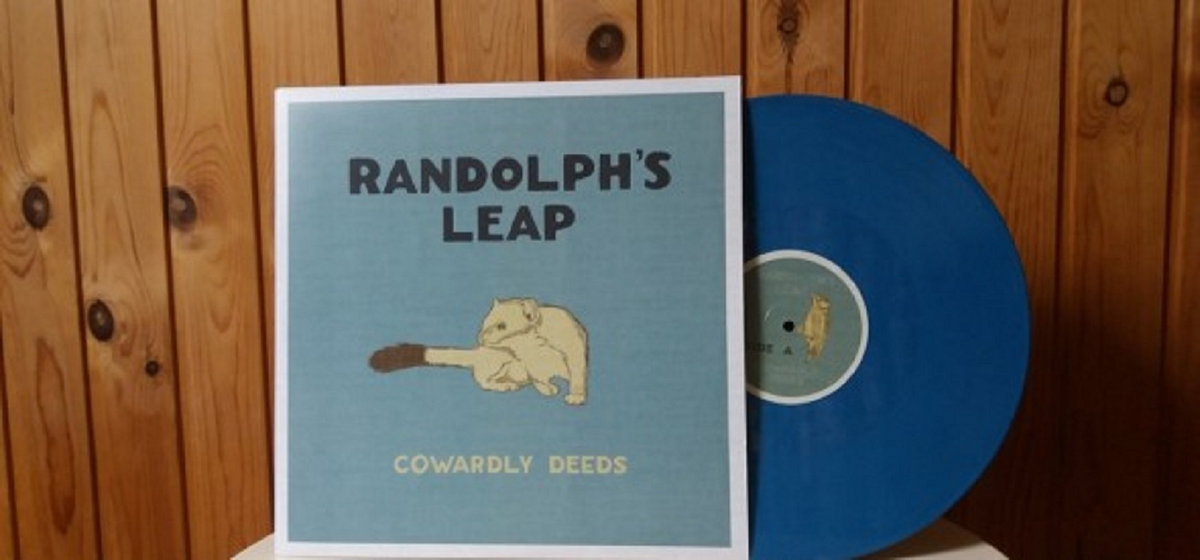 RANDOLPH'S
LEAP
COWARDLY DEEDS
A